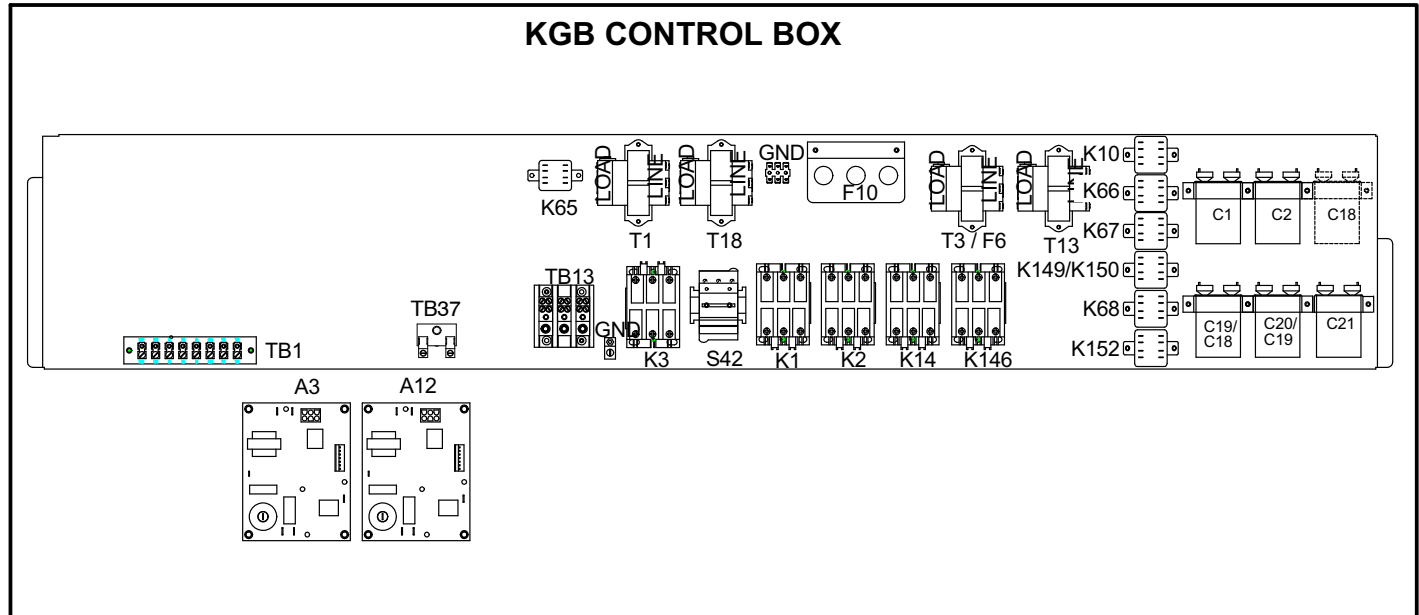 KGB CONTROL BOX
LOAD
LINE
LOAD
LINE
GND
F10
LOAD
LINE
LOAD
LINE
K65
T1
T18
T3 / F6
T13
K10
K66
K67
K149/K150
K68
K152
C1
C2
C18
C19/
C18
C20/
C19
C21
TB1
TB37
TB13
GND
K3
S42
K1
K2
K14
K146
A3
A12